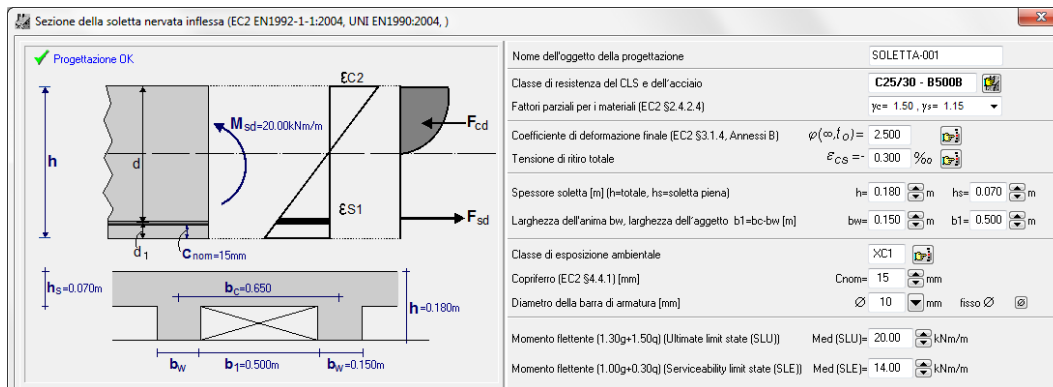 Sezione della soletta nervata inflessa (EC2 EN1992-1-1:2004, UNI EN1990:2004, )
Progettazione OK
εC2
Msd=20.00kNm/m
Fcd
h
d
εS1
Fsd
d1
Cnom=15mm
hs=0.070m
bc=0.650
h=0.180m
bw
b1=0.500m
bw=0.150m
Nome dell'oggetto della progettazione SOLETTA-001
Classe di resistenza del CLS e dell'acciaio C25/30 - B500B
Fattori parziali per i materiali (EC2 §2.4.2.4) γc= 1.50 , γs= 1.15
Coefficiente di deformazione finale (EC2 §3.1.4, Annessi B) φ(∞,to)= 2.500
Tensione di ritiro totale εcs =- 0.300 ‰
Spessore soletta [m] (h=totale, hs=soletta piena) h= 0.180 m hs= 0.070 m
Larghezza dell'anima bw, larghezza dell'aggetto b1=bc-bw [m] bw= 0.150 m b1= 0.500 m
Classe di esposizione ambientale XC1
Copriferro (EC2 §4.4.1) [mm] Cnom= 15 mm
Diametro della barra di armatura [mm] Ø 10 mm fisso Ø
Momento flettente (1.30g+1.50q) (Ultimate limit state (SLU)) Med (SLU)= 20.00 kNm/m
Momento flettente (1.00g+0.30q) (Serviceability limit state (SLE)) Med (SLE)= 14.00 kNm/m